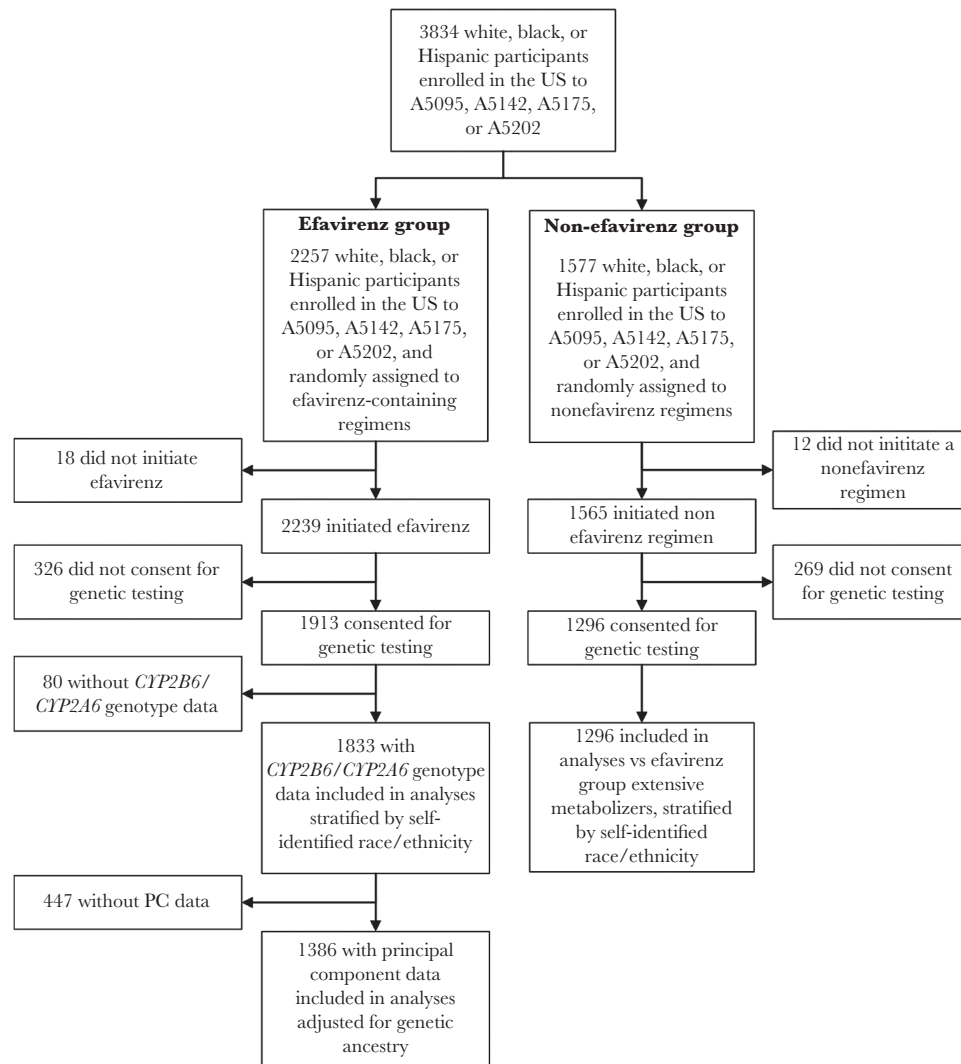 3834 white, black, or
Hispanic participants
enrolled in the US to
A5095, A5142, A5175,
or A5202
Efavirenz group
2257 white, black, or
Hispanic participants
enrolled in the US to
A5095, A5142, A5175,
or A5202, and
randomly assigned to
efavirenz-containing
regimens
Non-efavirenz group
1577 white, black, or
Hispanic participants
enrolled in the US to
A5095, A5142, A5175,
or A5202, and
randomly assigned to
nonefavirenz regimens
18 did not initiate
efavirenz
12 did not inititate a
nonefavirenz
regimen
2239 initiated efavirenz
1565 initiated non
efavirenz regimen
326 did not consent for
genetic testing
269 did not consent
for genetic testing
1913 consented for
genetic testing
1296 consented for
genetic testing
80 without CYP2B6/
CYP2A6 genotype data
1833 with
CYP2B6/CYP2A6 genotype
data included in analyses
stratified by self-
identified race/ethnicity
1296 included in
analyses vs efavirenz
group extensive
metabolizers, stratified
by self-identified
race/ethnicity
447 without PC data
1386 with principal
component data
included in analyses
adjusted for genetic
ancestry